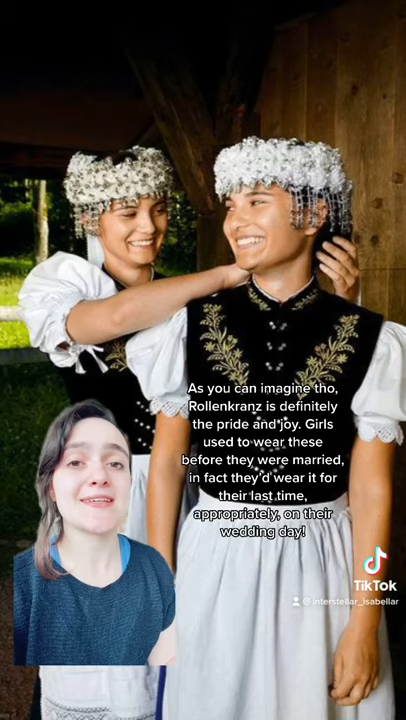 As you can imagine tho,
Rollenkranz is definitely
the pride and joy. Girls
used to wear these
before they were married,
in fact they'd wear it for
their last time,
appropriately, on their
wedding day!
TikTok
@interstellar_isabellar